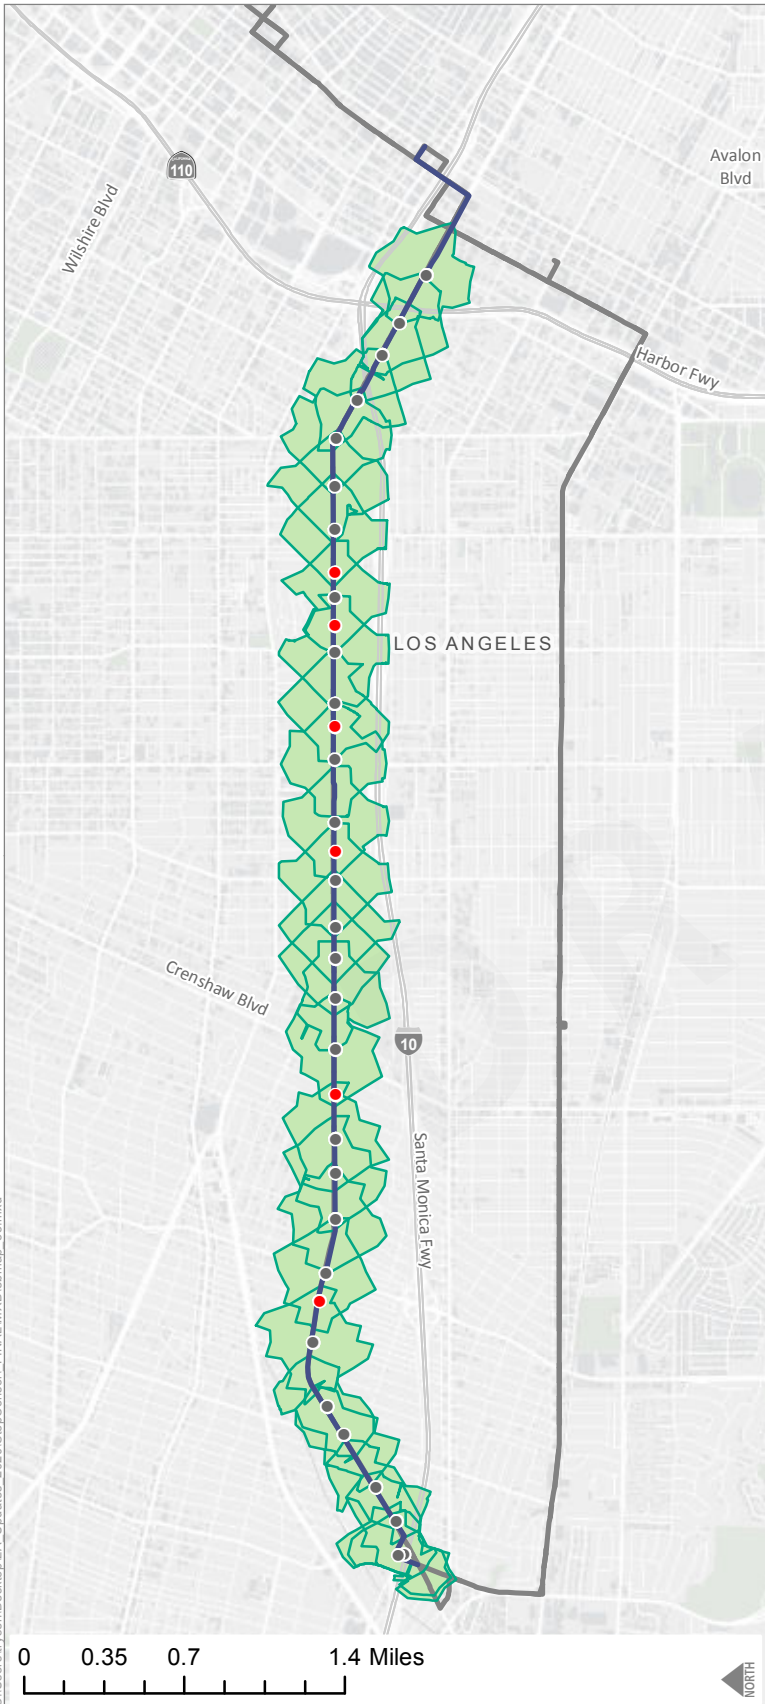 Avalon
Blvd
110
Wilshire Blvd
Harbor Fwy
LOS ANGELES
Crenshaw Blvd
10
Santa Monica Fwy
0 0.35 0.7 1.4 Miles
NORTH